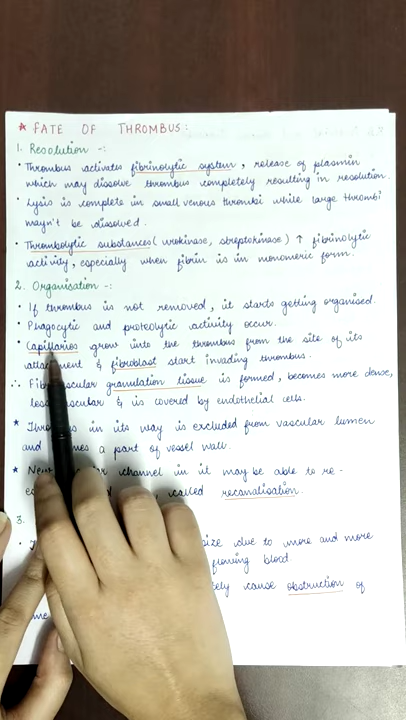 * FATE OF THROMBUS:
1. Resolution -:
• Thrombus activates fibrinolytic system, release of plasmin
which may dissolve thrombus completely resulting in resolution.
• Lysis is complete in small venous thrombi while large thrombi
mayn't be dissolved.
• Thrombolytic substances (urokinase, streptokinase) ↑ fibrinolytic
activity, especially when fibrin is in monomeric form.
2. Organisation -:
• If thrombus is not removed, it starts getting organised.
• Phagocytic and proteolytic activity occur.
• Capillaries grow into the thrombus from the site of its
& fibroblast start invading thrombus.
∴ granulation tissue is formed, becomes more dense,
& is covered by endothelial cells.
* in its way is excluded from vascular lumen
and a part of vessel wall.
* New channel in it may be able to re-
, called recanalisation.
3.
• size due to more and more
flowing blood
cause obstruction of